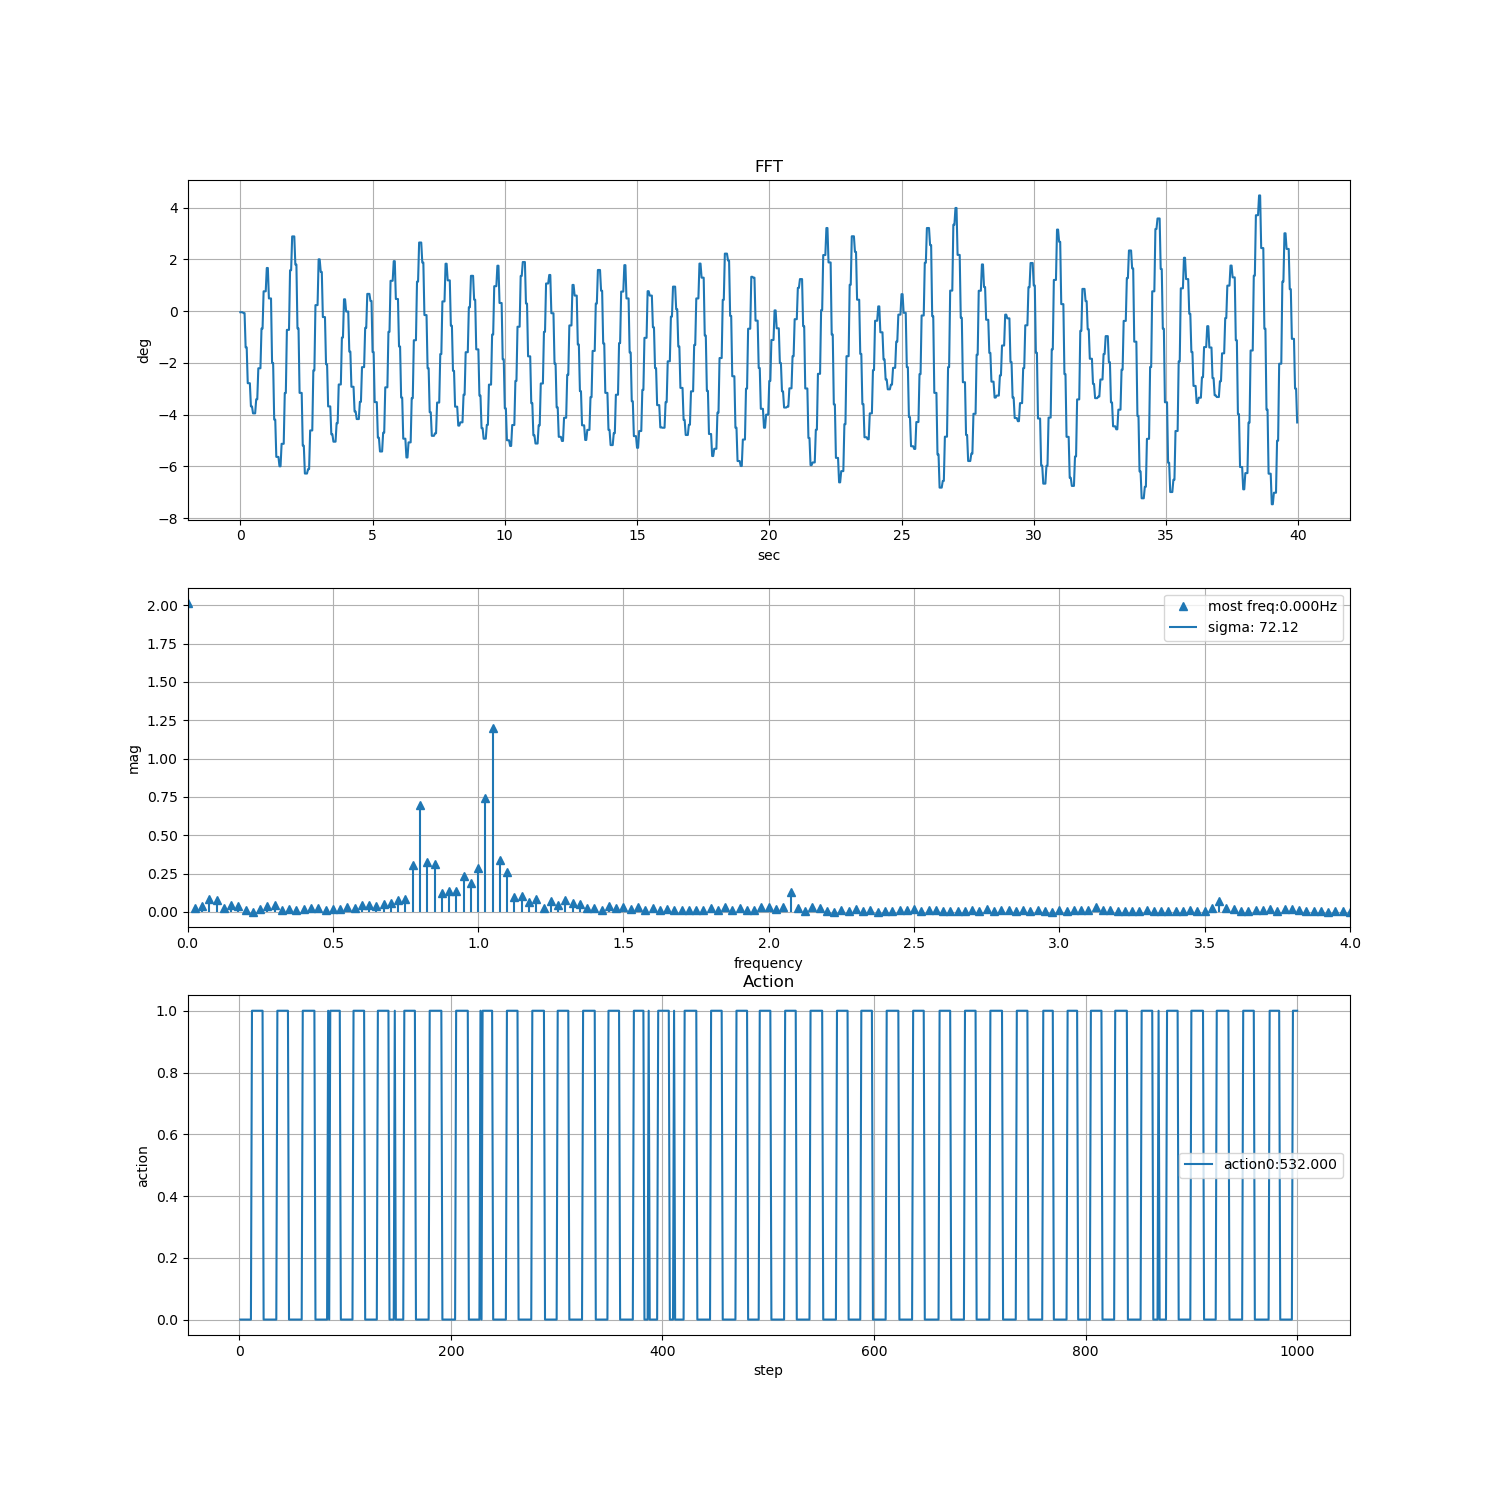 FFT
4
2
0
−2
−4
−6
−8
deg
0 5 10 15 20 25 30 35 40
sec
2.00
1.75
1.50
1.25
1.00
0.75
0.50
0.25
0.00
mag
most freq:0.000Hz
sigma: 72.12
0.0 0.5 1.0 1.5 2.0 2.5 3.0 3.5 4.0
frequency
Action
1.0
0.8
0.6
0.4
0.2
0.0
action
action0:532.000
0 200 400 600 800 1000
step